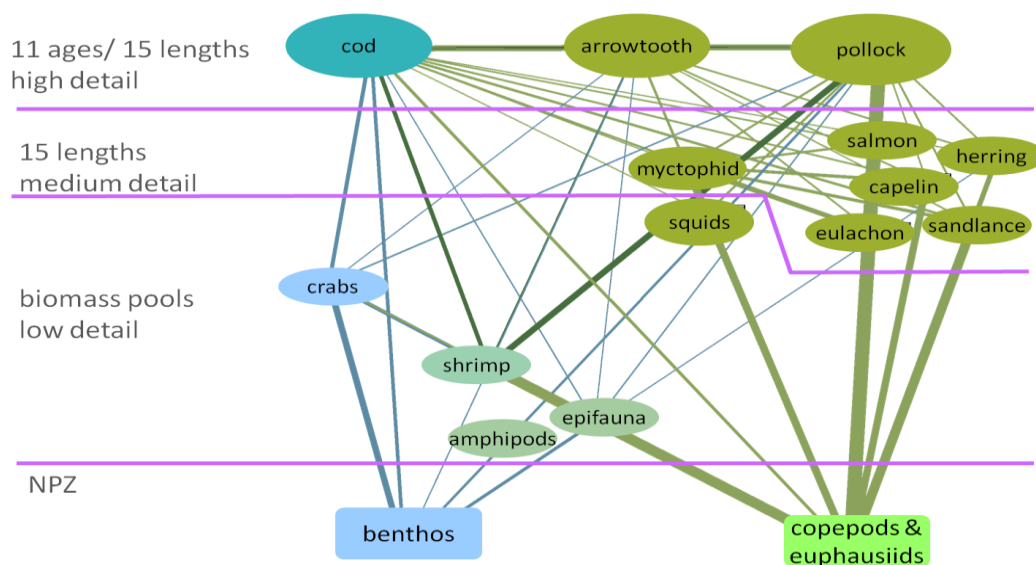 11 ages/ 15 lengths
high detail
cod
arrowtooth
pollock
15 lengths
medium detail
myctophid
salmon
herring
capelin
squids
eulachon
sandlance
biomass pools
low detail
crabs
shrimp
epifauna
amphipods
NPZ
benthos
copepods &
euphausiids